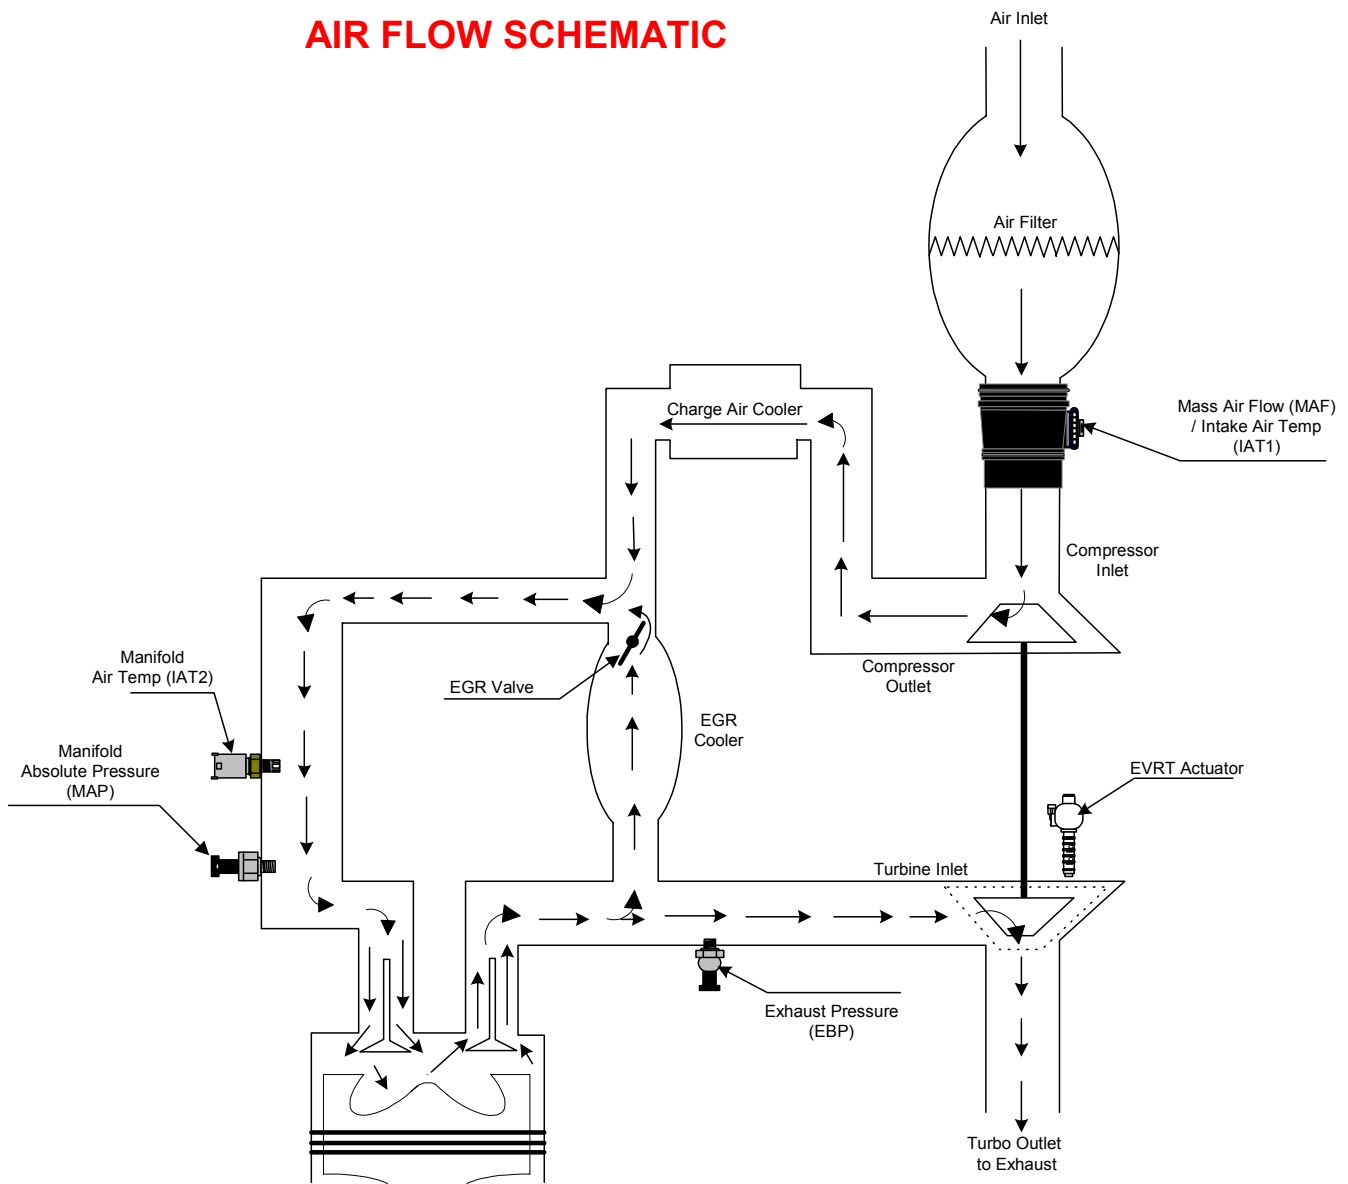 AIR FLOW SCHEMATIC
Air Inlet
Air Filter
Charge Air Cooler
Mass Air Flow (MAF)
/ Intake Air Temp
(IAT1)
Compressor
Inlet
Manifold
Air Temp (IAT2)
EGR Valve
Compressor
Outlet
EGR
Cooler
Manifold
Absolute Pressure
(MAP)
EVRT Actuator
Turbine Inlet
Exhaust Pressure
(EBP)
Turbo Outlet
to Exhaust